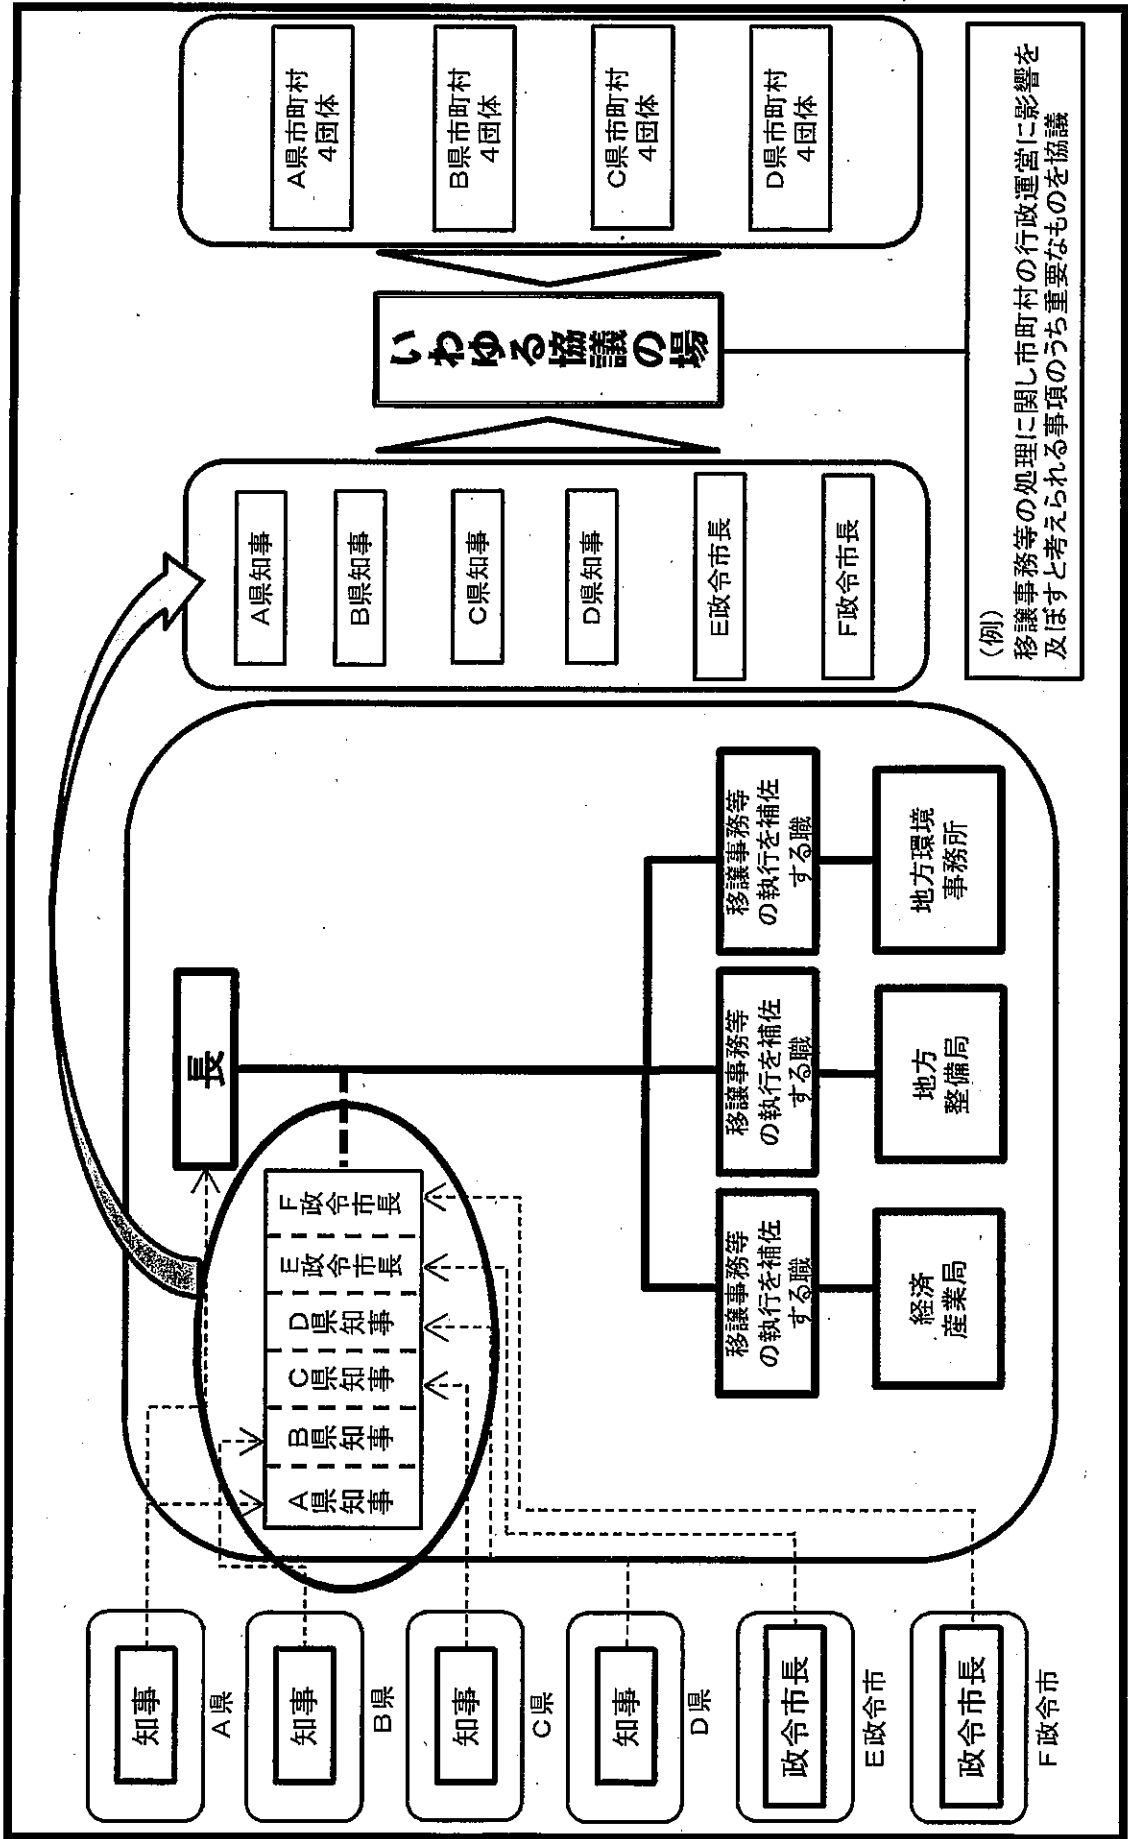 知事
A県
知事
B県
知事
C県
知事
D県
政令市長
E政令市
政令市長
F政令市
長
A県知事
B県知事
C県知事
D県知事
E政令市長
F政令市長
移譲事務等
の執行を補佐
する職
移譲事務等
の執行を補佐
する職
移譲事務等
の執行を補佐
する職
経済
産業局
地方
整備局
地方環境
事務所
A県知事
B県知事
C県知事
D県知事
E政令市長
F政令市長
いわゆる協議の場
A県市町村
4団体
B県市町村
4団体
C県市町村
4団体
D県市町村
4団体
(例)
移譲事務等の処理に関し市町村の行政運営に影響を
及ぼすと考えられる事項のうち重要なものを協議